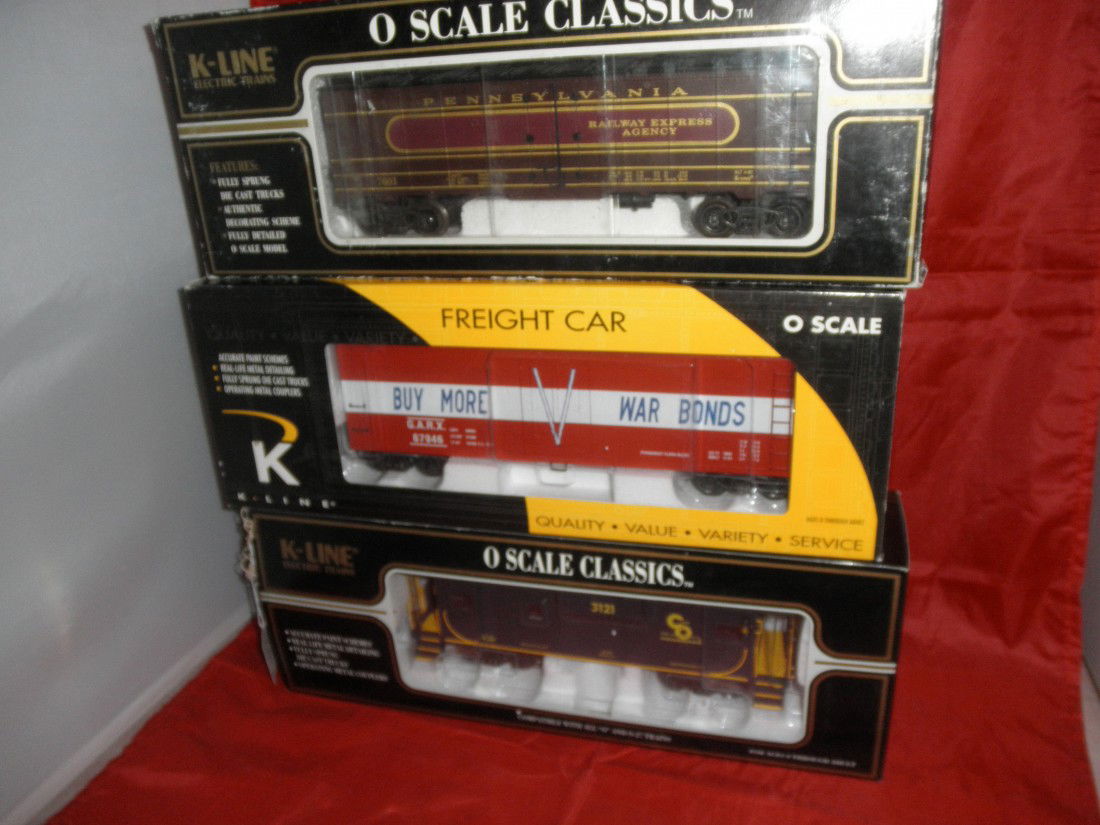 O SCALE CLASSICS™
K-LINE
ELECTRIC TRAINS
PENNSYLVANIA
RAILWAY EXPRESS
AGENCY
FEATURES:
• FULLY SPRUNG
DIE CAST TRUCKS
• AUTHENTIC
DECORATING SCHEME
• FULLY DETAILED
O SCALE MODEL
FREIGHT CAR
O SCALE
QUALITY • VALUE • VARIETY •
ACCURATE PAINT SCHEMES
• REAL-LIFE METAL DETAILING
• FULLY SPRUNG DIE CAST TRUCKS
• OPERATING METAL COUPLERS
BUY MORE V WAR BONDS
G.A.R.X.
67946
K
K-LINE®
QUALITY • VALUE • VARIETY • SERVICE
K-LINE®
ELECTRIC TRAINS
O SCALE CLASSICS™
3121
C&O
• ACCURATE PAINT SCHEMES
• REAL-LIFE METAL DETAILING
• FULLY SPRUNG
DIE CAST TRUCKS
• OPERATING METAL COUPLERS